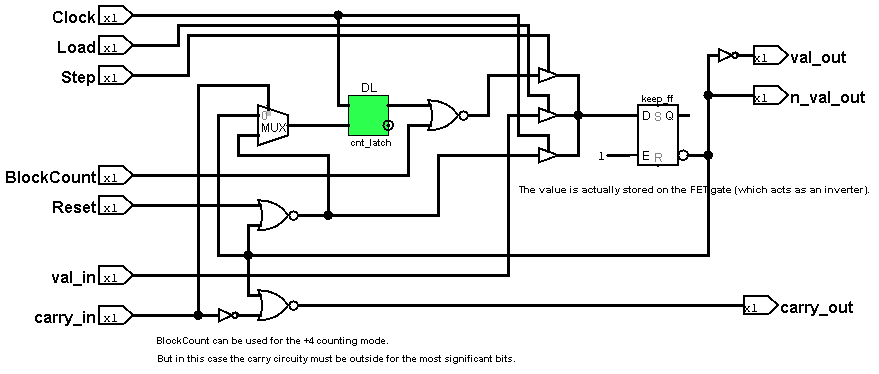 Clock x1
Load x1
Step x1
BlockCount x1
Reset x1
val_in x1
carry_in x1
0
MUX
DL
cnt_latch
keep_ff
D S Q
1 E R
x1 val_out
x1 n_val_out
The value is actually stored on the FET gate (which acts as an inverter).
x1 carry_out
BlockCount can be used for the +4 counting mode.
But in this case the carry circuity must be outside for the most significant bits.